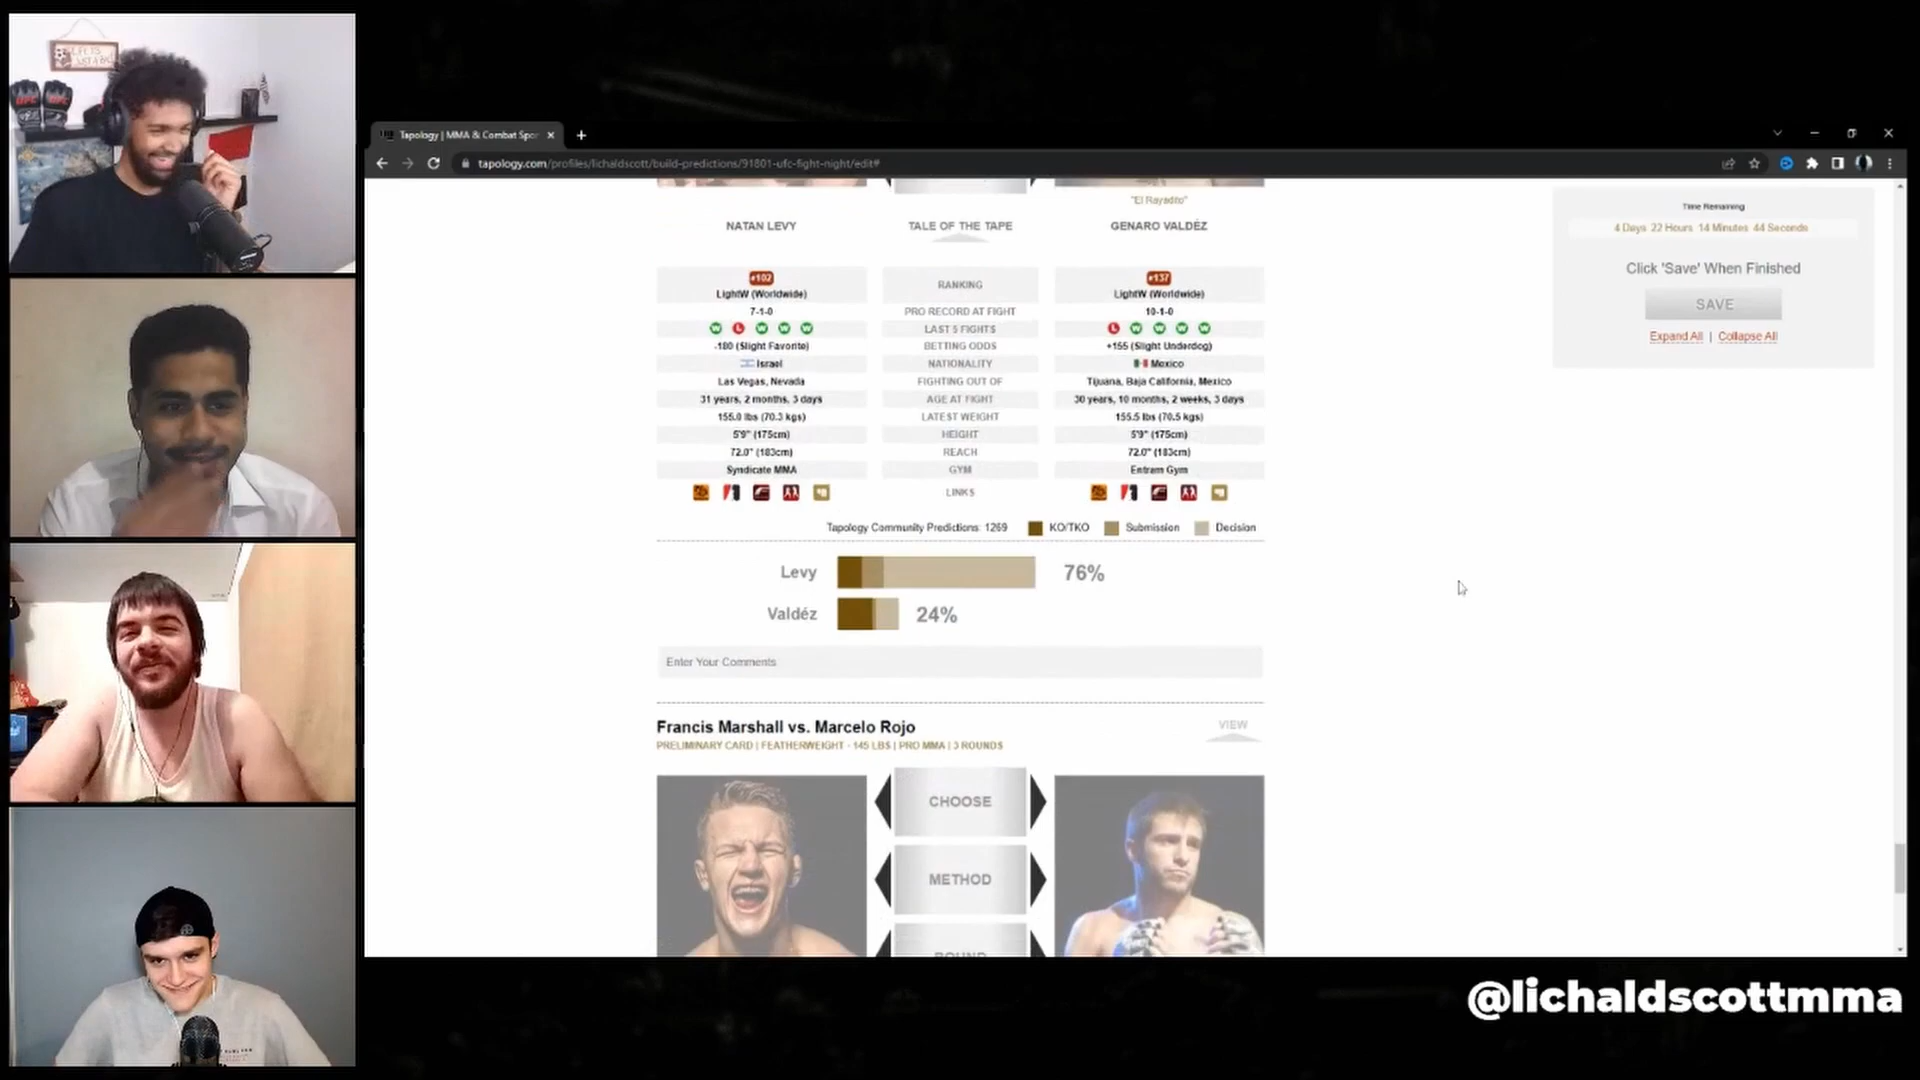 Tapology | MMA & Combat Spor
tapology.com/profiles/lichaldscott/build-predictions/91801-ufc-fight-night/edit#
"El Rayadito"
NATAN LEVY TALE OF THE TAPE GENARO VALDÉZ
#102 RANKING #137
LightW (Worldwide) LightW (Worldwide)
7-1-0 PRO RECORD AT FIGHT 10-1-0
W L W W W LAST 5 FIGHTS L W W W W
-180 (Slight Favorite) BETTING ODDS +155 (Slight Underdog)
Israel NATIONALITY Mexico
Las Vegas, Nevada FIGHTING OUT OF Tijuana, Baja California, Mexico
31 years, 2 months, 3 days AGE AT FIGHT 30 years, 10 months, 2 weeks, 3 days
155.0 lbs (70.3 kgs) LATEST WEIGHT 155.5 lbs (70.5 kgs)
5'9" (175cm) HEIGHT 5'9" (175cm)
72.0" (183cm) REACH 72.0" (183cm)
Syndicate MMA GYM Entram Gym
LINKS
Tapology Community Predictions: 1269 KO/TKO Submission Decision
Levy 76%
Valdéz 24%
Enter Your Comments
Francis Marshall vs. Marcelo Rojo VIEW
PRELIMINARY CARD | FEATHERWEIGHT · 145 LBS | PRO MMA | 3 ROUNDS
CHOOSE
METHOD
ROUND
Time Remaining
4 Days 22 Hours 14 Minutes 44 Seconds
Click 'Save' When Finished
SAVE
Expand All | Collapse All
UFC UFC
@lichaldscottmma